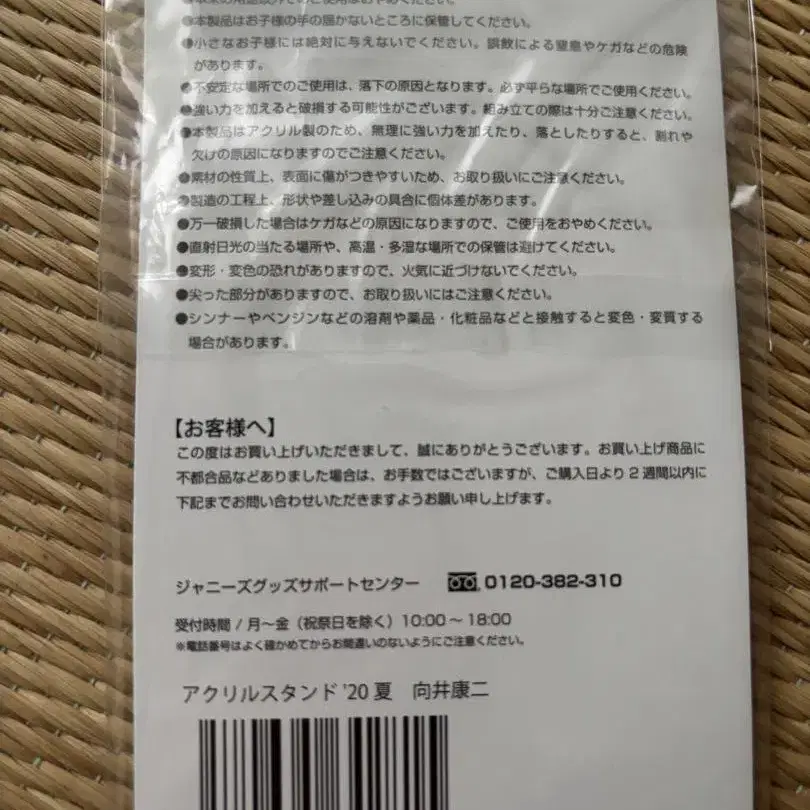 ●本製品はお子様の手の届かないところに保管してください。
●小さなお子様には絶対に与えないでください。誤飲による窒息やケガなどの危険
があります。
●不安定な場所でのご使用は、落下の原因となります。必ず平らな場所でご使用ください。
●強い力を加えると破損する可能性がございます。組み立ての際は十分ご注意ください。
●本製品はアクリル製のため、無理に強い力を加えたり、落としたりすると、割れや
欠けの原因になりますのでご注意ください。
●素材の性質上、表面に傷がつきやすいため、お取り扱いにご注意ください。
●製造の工程上、形状や差し込みの具合に個体差があります。
●万一破損した場合はケガなどの原因になりますので、ご使用をおやめください。
●直射日光の当たる場所や、高温・多湿な場所での保管は避けてください。
●変形・変色の恐れがありますので、火気に近づけないでください。
●尖った部分がありますので、お取り扱いにはご注意ください。
●シンナーやベンジンなどの溶剤や薬品・化粧品などと接触すると変色・変質する
場合があります。
【お客様へ】
この度はお買い上げいただきまして、誠にありがとうございます。お買い上げ商品に
不都合品などありました場合は、お手数ではございますが、ご購入日より2週間以内に
下記までお問い合わせいただきますようお願い申し上げます。
ジャニーズグッズサポートセンター 0120-382-310
受付時間/月~金(祝祭日を除く)10:00~18:00
※電話番号はよく確かめてからお間違いのないようにご注意ください。
アクリルスタンド'20夏 向井康二